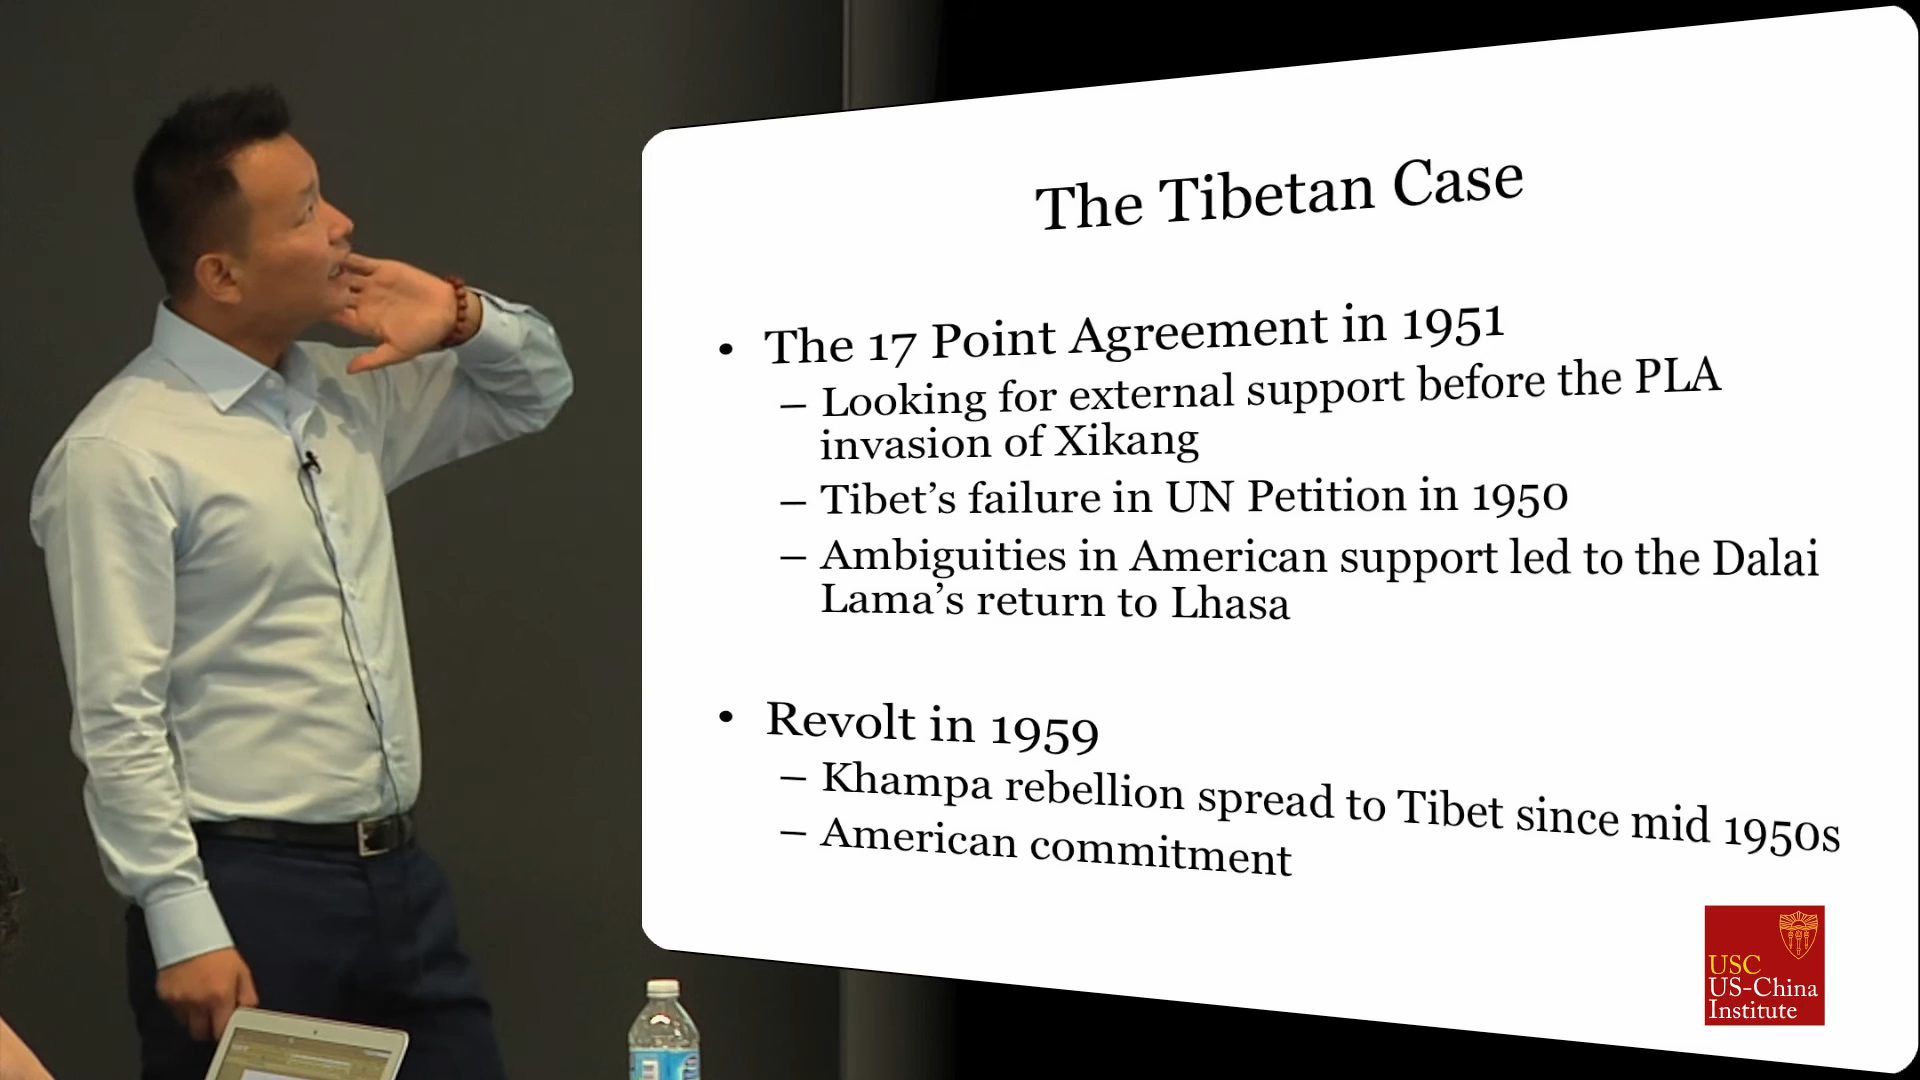 The Tibetan Case
• The 17 Point Agreement in 1951
– Looking for external support before the PLA
invasion of Xikang
– Tibet's failure in UN Petition in 1950
– Ambiguities in American support led to the Dalai
Lama's return to Lhasa
• Revolt in 1959
– Khampa rebellion spread to Tibet since mid 1950s
– American commitment
USC
US-China
Institute